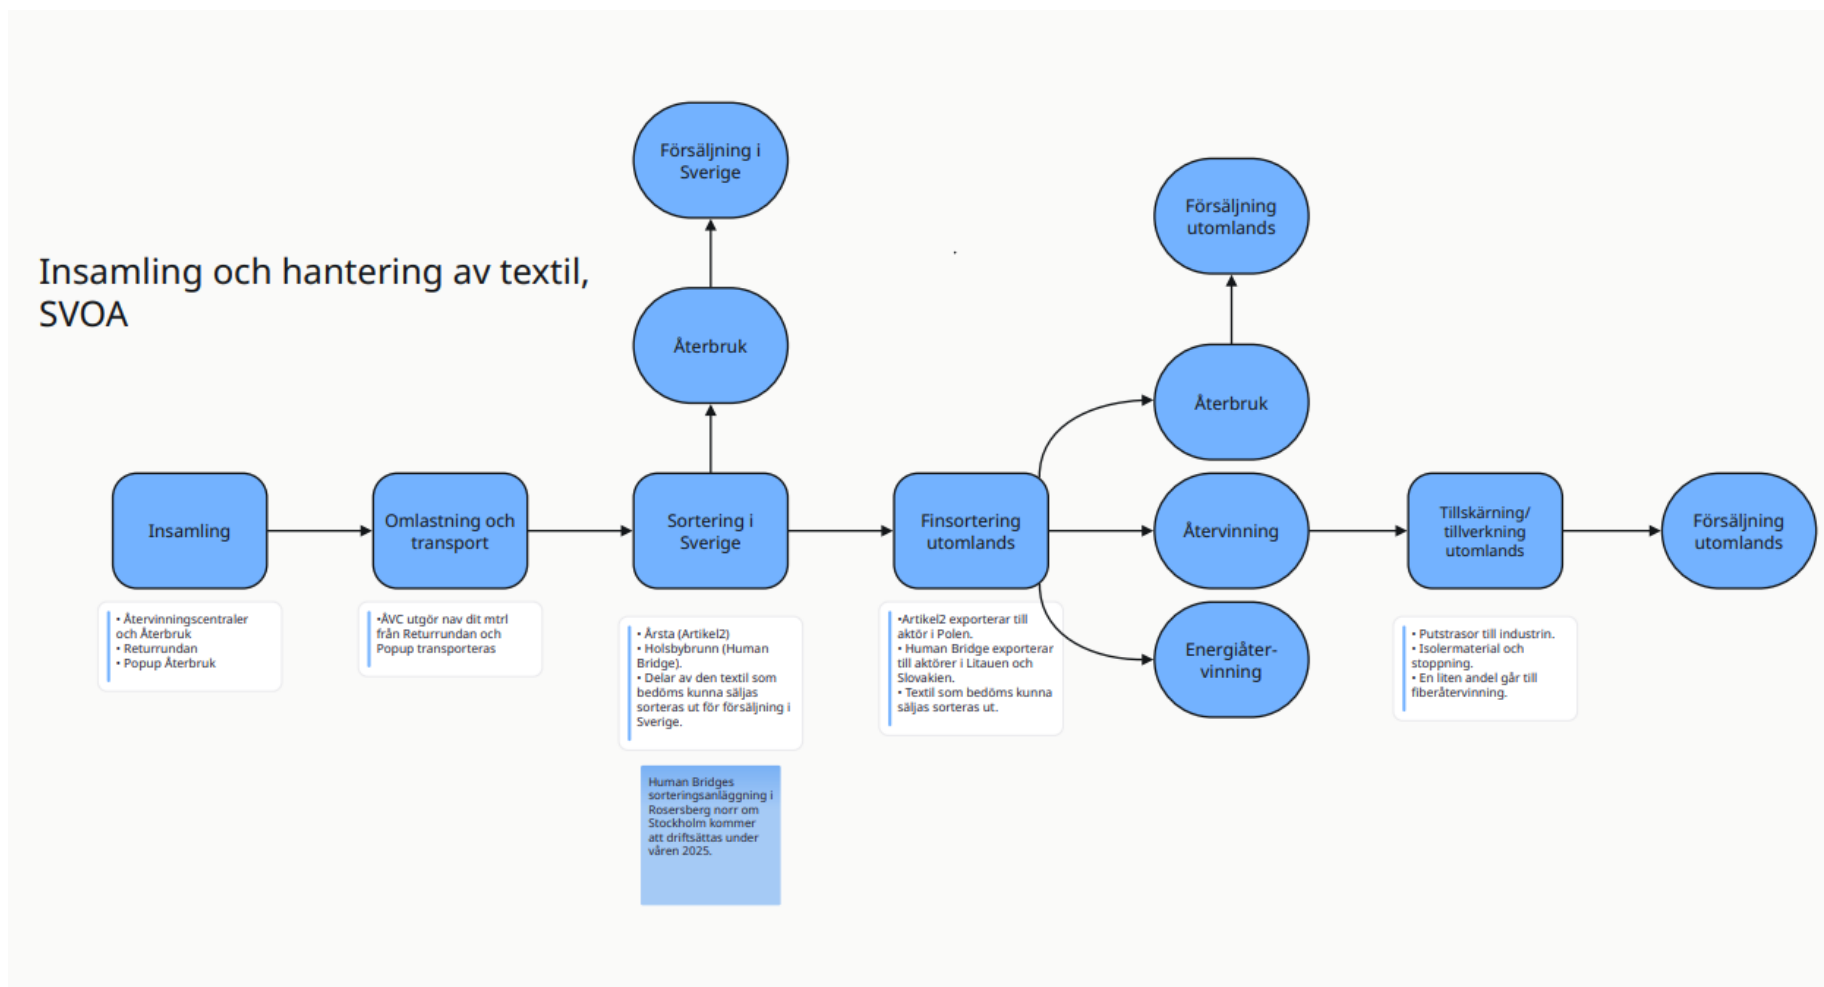 Insamling och hantering av textil,
SVOA
Försäljning i
Sverige
Återbruk
Försäljning
utomlands
Återbruk
Insamling
Omlastning och
transport
Sortering i
Sverige
Finsortering
utomlands
Återvinning
Tillskärning/
tillverkning
utomlands
Försäljning
utomlands
Energiåter-
vinning
• Återvinningscentraler
och Återbruk
• Returrundan
• Popup Återbruk
•ÅVC utgör nav dit mtrl
från Returrundan och
Popup transporteras
• Årsta (Artikel2)
• Holsbybrunn (Human
Bridge).
• Delar av den textil som
bedöms kunna säljas
sorteras ut för försäljning i
Sverige.
Human Bridges
sorteringsanläggning i
Rosersberg norr om
Stockholm kommer
att driftsättas under
våren 2025.
•Artikel2 exporterar till
aktör i Polen.
• Human Bridge exporterar
till aktörer i Litauen och
Slovakien.
• Textil som bedöms kunna
säljas sorteras ut.
• Putstrasor till industrin.
• Isolermaterial och
stoppning.
• En liten andel går till
fiberåtervinning.